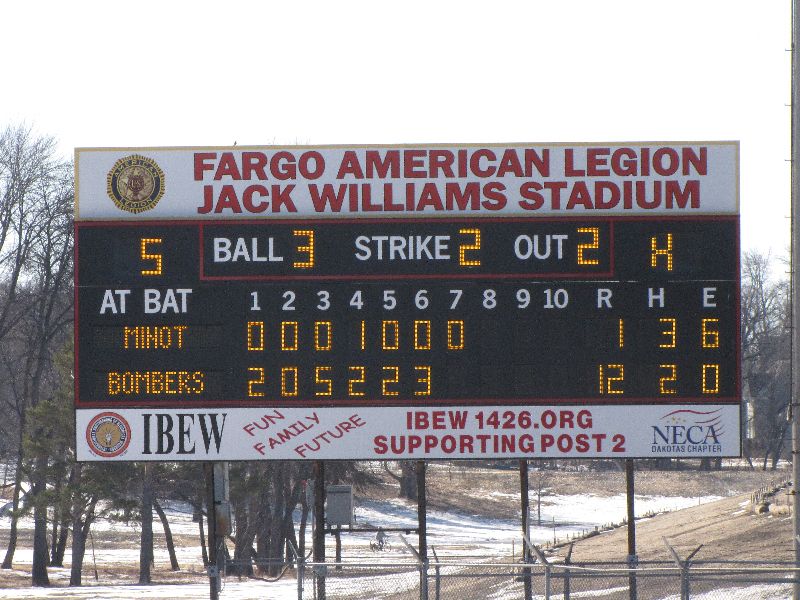 FARGO AMERICAN LEGION
JACK WILLIAMS STADIUM
5 BALL 3 STRIKE 2 OUT 2 H
AT BAT 1 2 3 4 5 6 7 8 9 10 R H E
MINOT 0 0 0 1 0 0 0 1 3 6
BOMBERS 2 0 5 2 2 3 12 2 0
IBEW
FUN
FAMILY
FUTURE
IBEW 1426.ORG
SUPPORTING POST 2
NECA
DAKOTAS CHAPTER